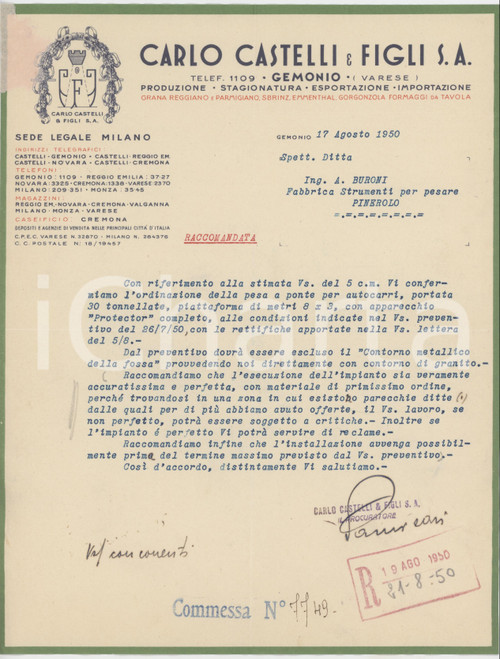 CARLO CASTELLI & FIGLI S.A.
TELEF. 1109 • GEMONIO • (VARESE)
PRODUZIONE • STAGIONATURA • ESPORTAZIONE • IMPORTAZIONE
GRANA REGGIANO E PARMIGIANO, SBRINZ, EMMENTHAL, GORGONZOLA, FORMAGGI DA TAVOLA
F
CARLO CASTELLI
& FIGLI S.A.
SEDE LEGALE MILANO
INDIRIZZI TELEGRAFICI
CASTELLI - GEMONIO • CASTELLI - REGGIO EM.
CASTELLI - NOVARA • CASTELLI - CREMONA
TELEFONI
GEMONIO: 1109 • REGGIO EMILIA: 37-27
NOVARA 3325 • CREMONA: 1338 • VARESE 2370
MILANO: 209 351 • MONZA: 3545
MAGAZZINI:
REGGIO EM. - NOVARA - CREMONA - VALGANNA
MILANO - MONZA - VARESE
CASEIFICIO: CREMONA
DEPOSITI E AGENZIE DI VENDITA NELLE PRINCIPALI CITTÀ D'ITALIA
C.P.E.C. VARESE N. 32870 - MILANO N. 384576
C. C. POSTALE N: 18/19467
GEMONIO 17 Agosto 1950
Spett. Ditta
Ing. A. BURONI
Fabbrica Strumenti per pesare
PINEROLO
=.=.=.=.=.=.=.=
RACCOMANDATA
Con riferimento alla stimata Vs. del 5 c.m. Vi confer-
miamo l'ordinazione della pesa a ponte per autocarri, portata
30 tonnellate, piattaforma di metri 8 x 3, con apparecchio
"Protector" completo, alle condizioni indicate nel Vs. preven-
tivo del 26/7/50, con le rettifiche apportate nella Vs. lettera
del 5/8.-
Dal preventivo dovrà essere escluso il "Contorno metallico
della fossa" provvedendo noi direttamente con contorno di granito.-
Raccomandiamo che l'esecuzione dell'impianto sia veramente
accuratissima e perfetta, con materiale di primissimo ordine,
perché trovandosi in una zona in cui esistono parecchie ditte (•)
dalle quali per di più abbiamo avuto offerte, il Vs. lavoro, se
non perfetto, potrà essere soggetto a critiche.- Inoltre se
l'impianto é perfetto Vi potrà servire di reclame.-
Raccomandiamo infine che l'installazione avvenga possibil-
mente prima del termine massimo previsto dal Vs. preventivo.-
Così d'accordo, distintamente Vi salutiamo.-
CARLO CASTELLI & FIGLI S. A.
IL PROCURATORE
Vs/ concorrenti
R
19 AGO 1950
21-8-50
Commessa N° 7749.
iCharta